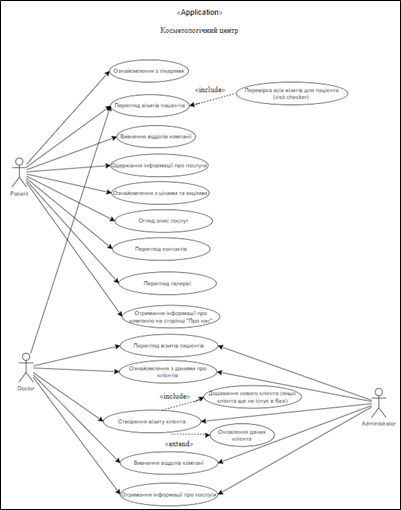 «Application»
Косметологічний центр
Ознайомлення з лікарями
«include»
Перевірка всіх візитів для пацієнта
(visit checker)
Перегляд візитів пацієнтів
Вивчення відділів компанії
Одержання інформації про послуги
Patient
Ознайомлення з цінами та акціями
Огляд опис послуг
Перегляд контактів
Перегляд галереї
Отримання інформації про
компанію на сторінці "Про нас"
Перегляд візитів пацієнтів
Ознайомлення з даними про
клієнтів
Doctor
«include»
Додавання нового клієнта (якщо
клієнта ще не існує в базі)
Administrator
Створення візиту клієнта
Оновлення даних
клієнта
«extend»
Вивчення відділів компанії
Отримання інформації про послуги